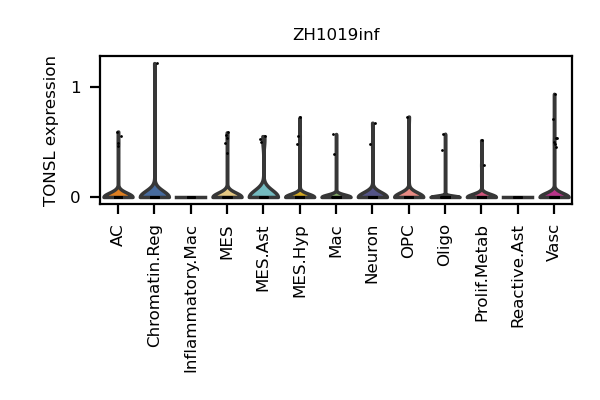 ZH1019inf
TONSL expression
1
0
AC
Chromatin.Reg
Inflammatory.Mac
MES
MES.Ast
MES.Hyp
Mac
Neuron
OPC
Oligo
Prolif.Metab
Reactive.Ast
Vasc